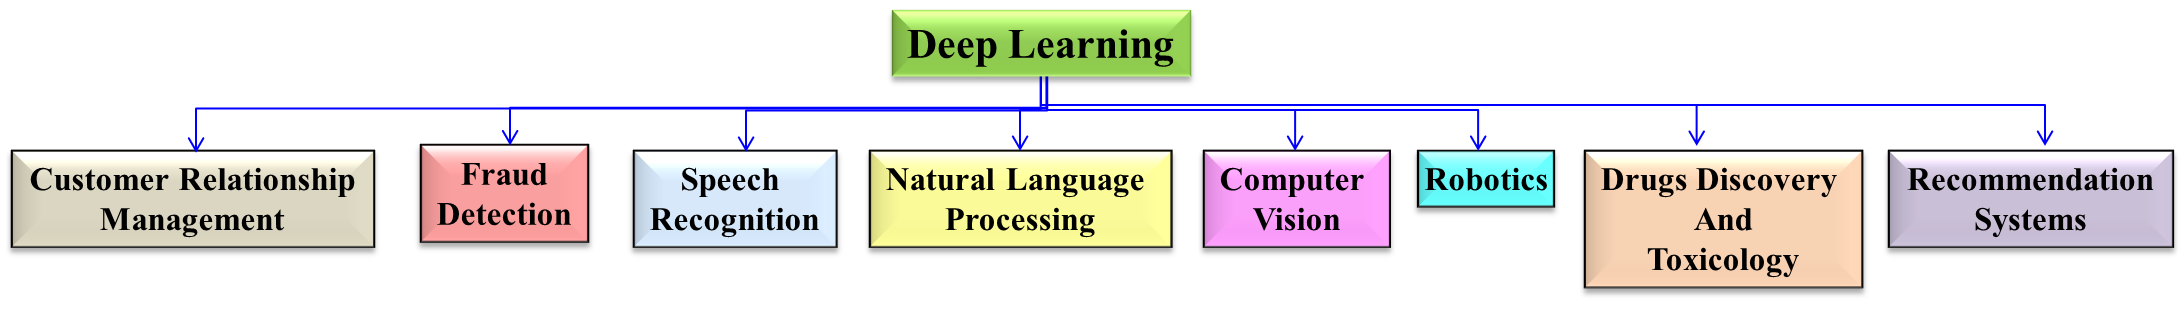 Deep Learning
Customer Relationship
Management
Fraud
Detection
Speech
Recognition
Natural Language
Processing
Computer
Vision
Robotics
Drugs Discovery
And
Toxicology
Recommendation
Systems